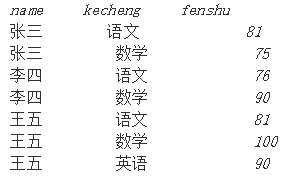 name kecheng fenshu
张三 语文 81
张三 数学 75
李四 语文 76
李四 数学 90
王五 语文 81
王五 数学 100
王五 英语 90